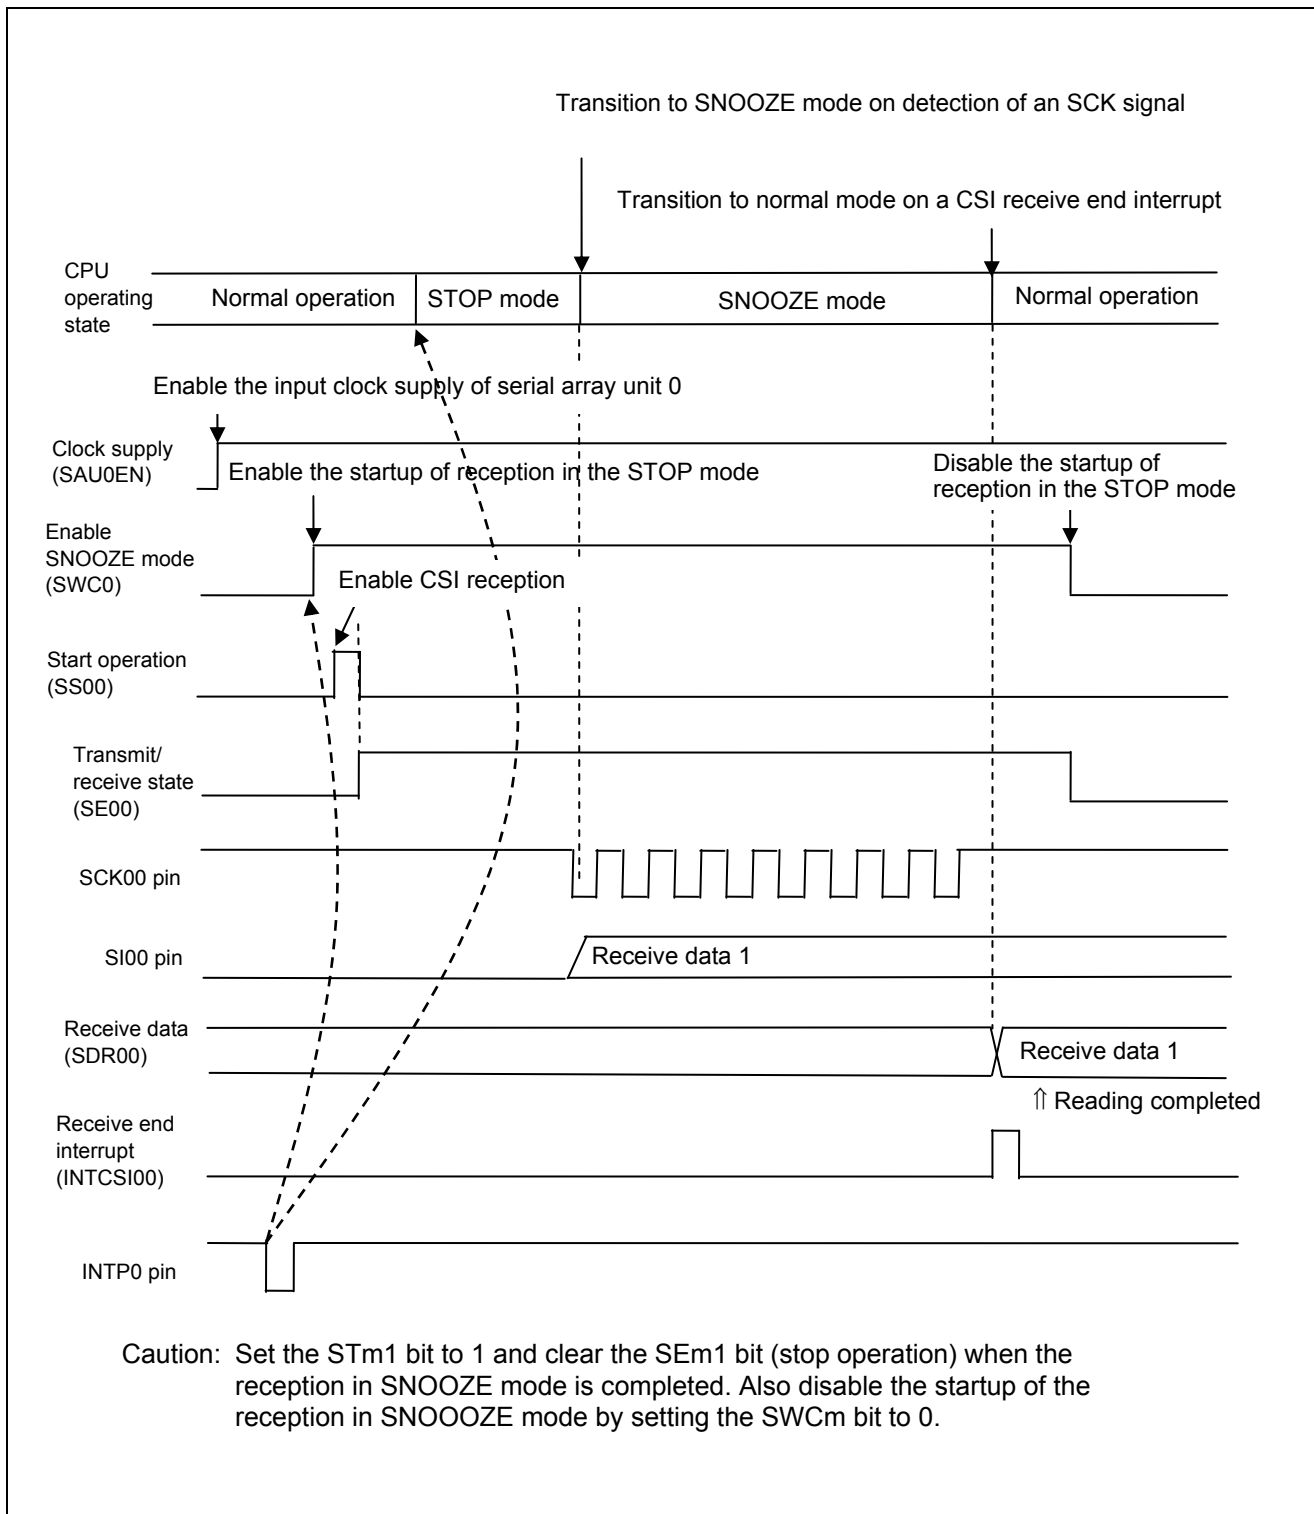 Transition to SNOOZE mode on detection of an SCK signal
Transition to normal mode on a CSI receive end interrupt
CPU
operating
state
Normal operation
STOP mode
SNOOZE mode
Normal operation
Enable the input clock supply of serial array unit 0
Clock supply
(SAU0EN)
Enable the startup of reception in the STOP mode
Disable the startup of
reception in the STOP mode
Enable
SNOOZE mode
(SWC0)
Enable CSI reception
Start operation
(SS00)
Transmit/
receive state
(SE00)
SCK00 pin
SI00 pin
Receive data 1
Receive data
(SDR00)
Receive data 1
⇑ Reading completed
Receive end
interrupt
(INTCSI00)
INTP0 pin
Caution: Set the STm1 bit to 1 and clear the SEm1 bit (stop operation) when the
reception in SNOOZE mode is completed. Also disable the startup of the
reception in SNOOOZE mode by setting the SWCm bit to 0.